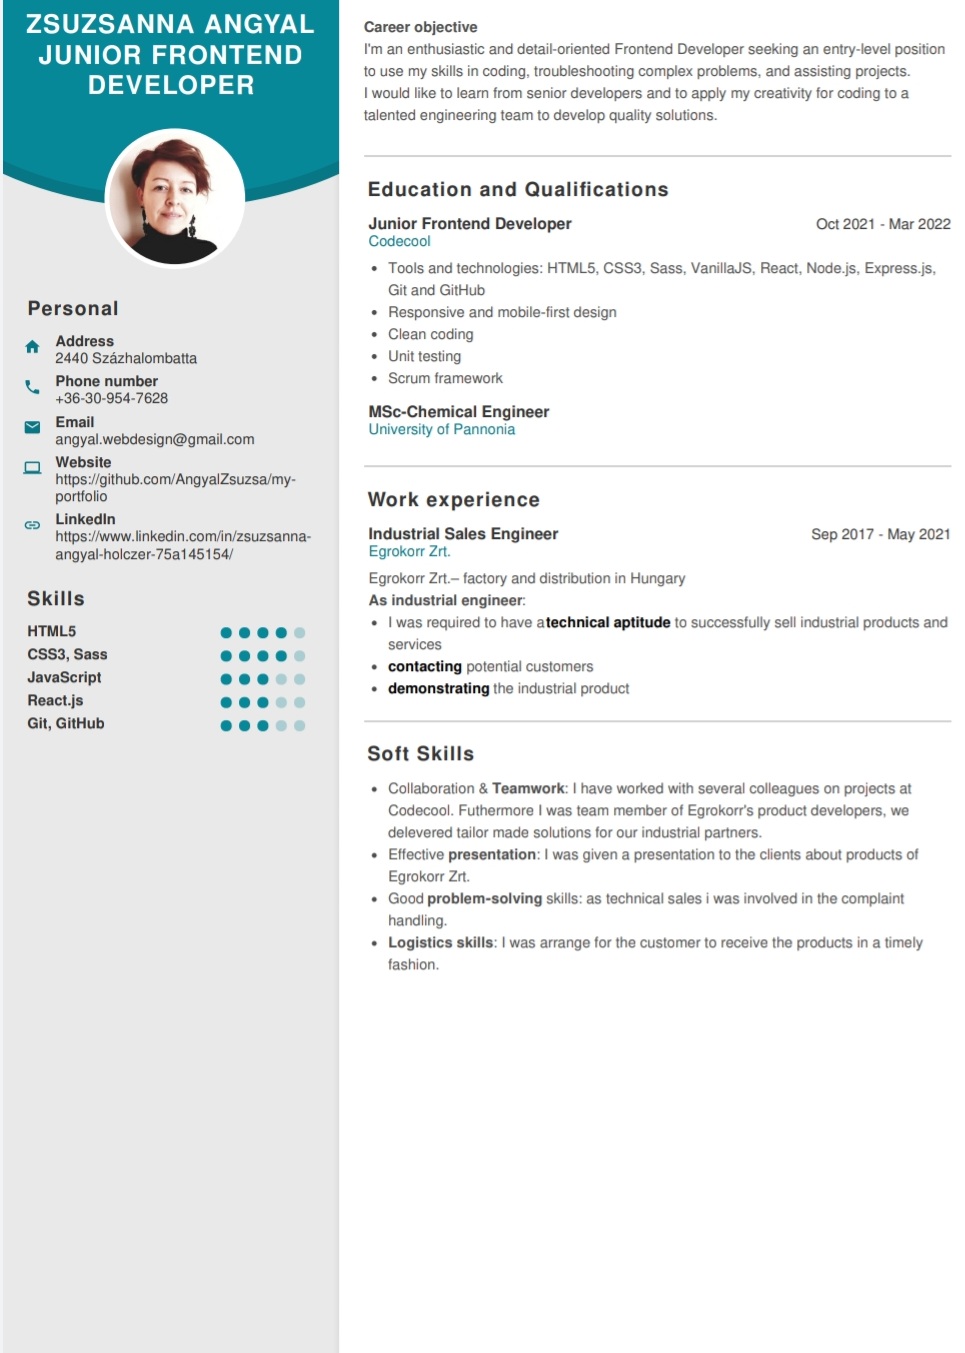 ZSUZSANNA ANGYAL
JUNIOR FRONTEND
DEVELOPER
Personal
Address
2440 Százhalombatta
Phone number
+36-30-954-7628
Email
angyal.webdesign@gmail.com
Website
https://github.com/AngyalZsuzsa/my-
portfolio
LinkedIn
https://www.linkedin.com/in/zsuzsanna-
angyal-holczer-75a145154/
Skills
HTML5
CSS3, Sass
JavaScript
React.js
Git, GitHub
Career objective
I'm an enthusiastic and detail-oriented Frontend Developer seeking an entry-level position
to use my skills in coding, troubleshooting complex problems, and assisting projects.
I would like to learn from senior developers and to apply my creativity for coding to a
talented engineering team to develop quality solutions.
Education and Qualifications
Junior Frontend Developer Oct 2021 - Mar 2022
Codecool
• Tools and technologies: HTML5, CSS3, Sass, VanillaJS, React, Node.js, Express.js,
Git and GitHub
• Responsive and mobile-first design
• Clean coding
• Unit testing
• Scrum framework
MSc-Chemical Engineer
University of Pannonia
Work experience
Industrial Sales Engineer Sep 2017 - May 2021
Egrokorr Zrt.
Egrokorr Zrt.– factory and distribution in Hungary
As industrial engineer:
• I was required to have a technical aptitude to successfully sell industrial products and
services
• contacting potential customers
• demonstrating the industrial product
Soft Skills
• Collaboration & Teamwork: I have worked with several colleagues on projects at
Codecool. Futhermore I was team member of Egrokorr's product developers, we
delevered tailor made solutions for our industrial partners.
• Effective presentation: I was given a presentation to the clients about products of
Egrokorr Zrt.
• Good problem-solving skills: as technical sales i was involved in the complaint
handling.
• Logistics skills: I was arrange for the customer to receive the products in a timely
fashion.